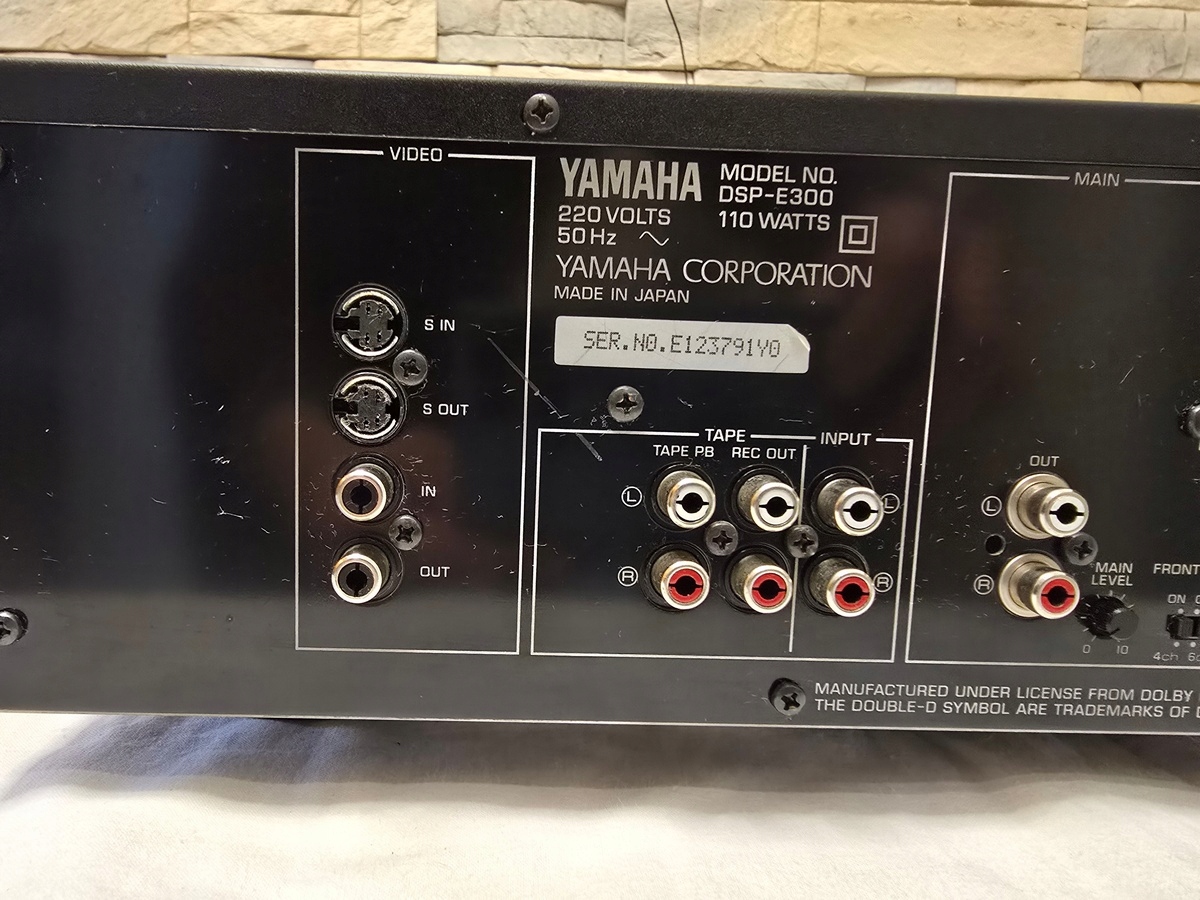 VIDEO
S IN
S OUT
IN
OUT
YAMAHA
MODEL NO.
DSP-E300
220 VOLTS
110 WATTS
50 Hz
YAMAHA CORPORATION
MADE IN JAPAN
SER.NO.E123791Y0
TAPE
INPUT
TAPE PB
REC OUT
L
L
R
R
MAIN
OUT
L
R
MAIN
LEVEL
0 10
FRONT
ON
4ch
MANUFACTURED UNDER LICENSE FROM DOLBY
THE DOUBLE-D SYMBOL ARE TRADEMARKS OF